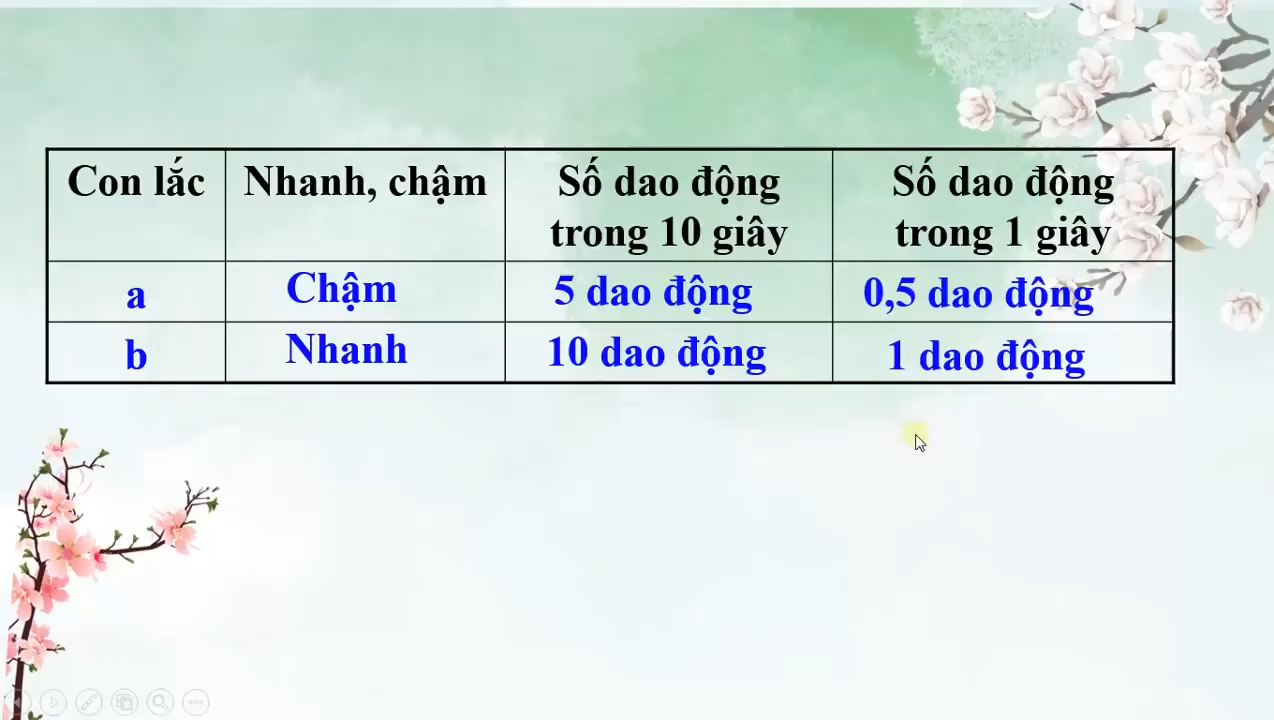 Con lắc
Nhanh, chậm
Số dao động
trong 10 giây
Số dao động
trong 1 giây
a
Chậm
5 dao động
0,5 dao động
b
Nhanh
10 dao động
1 dao động